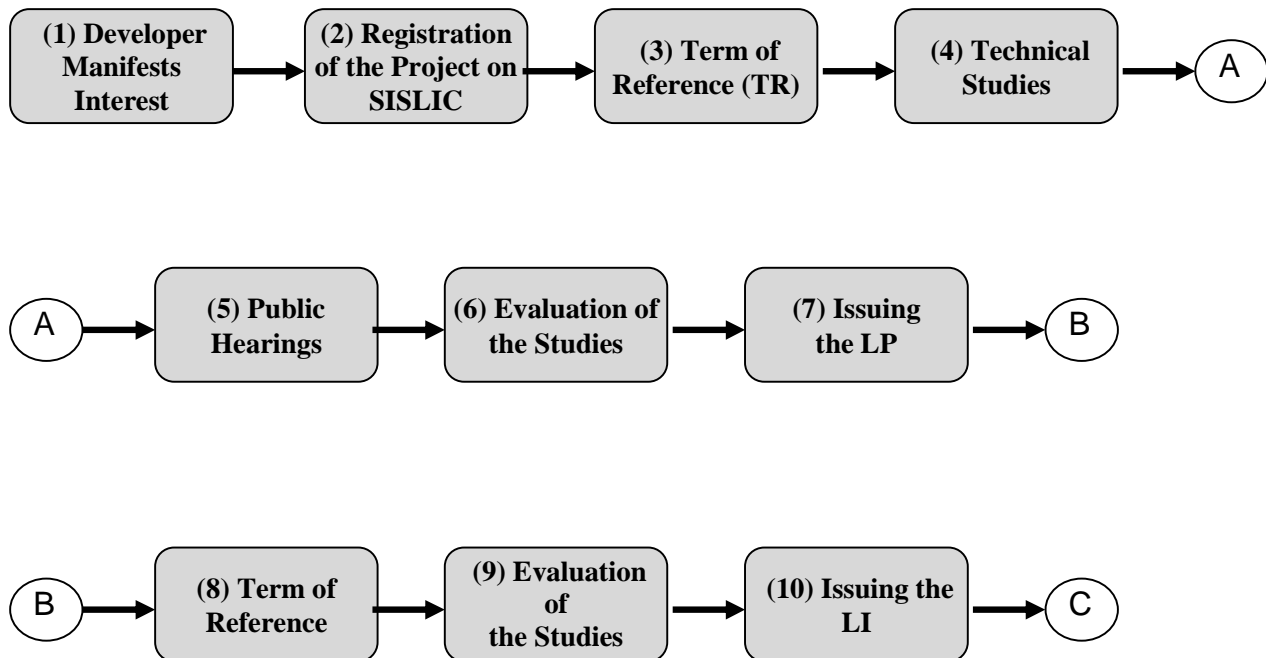 (1) Developer
Manifests
Interest
(2) Registration
of the Project on
SISLIC
(3) Term of
Reference (TR)
(4) Technical
Studies
A
A
(5) Public
Hearings
(6) Evaluation of
the Studies
(7) Issuing
the LP
B
B
(8) Term of
Reference
(9) Evaluation
of
the Studies
(10) Issuing the
LI
C